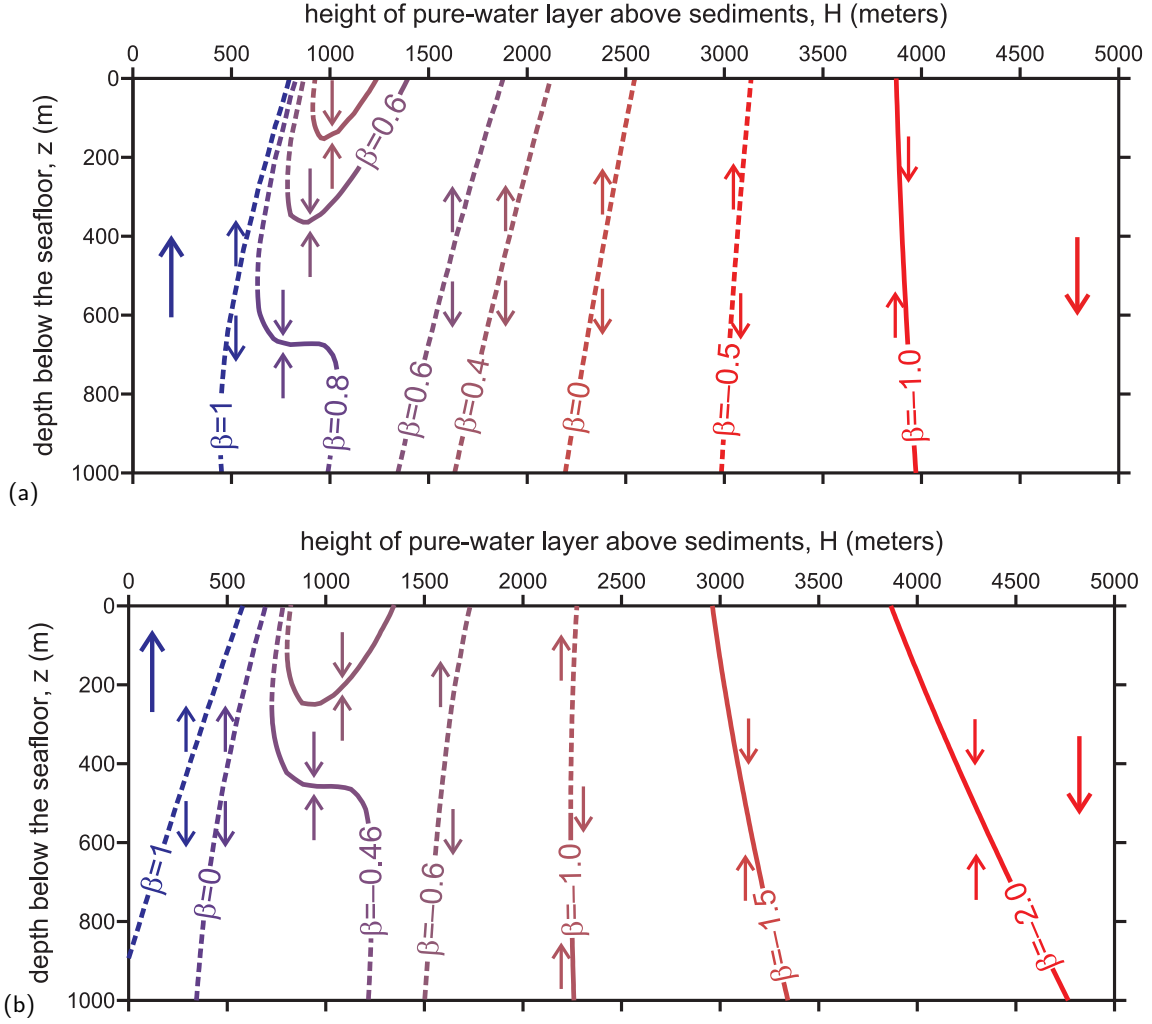 height of pure-water layer above sediments, H (meters)
0 500 1000 1500 2000 2500 3000 3500 4000 4500 5000
depth below the seafloor, z (m)
0
200
400
600
800
1000
β=1
β=0.8
β=0.6
β=0.6
β=0.4
β=0
β=−0.5
β=−1.0
(a)
height of pure-water layer above sediments, H (meters)
0 500 1000 1500 2000 2500 3000 3500 4000 4500 5000
depth below the seafloor, z (m)
0
200
400
600
800
1000
β=1
β=0
β=−0.46
β=−0.6
β=−1.0
β=−1.5
β=−2.0
(b)